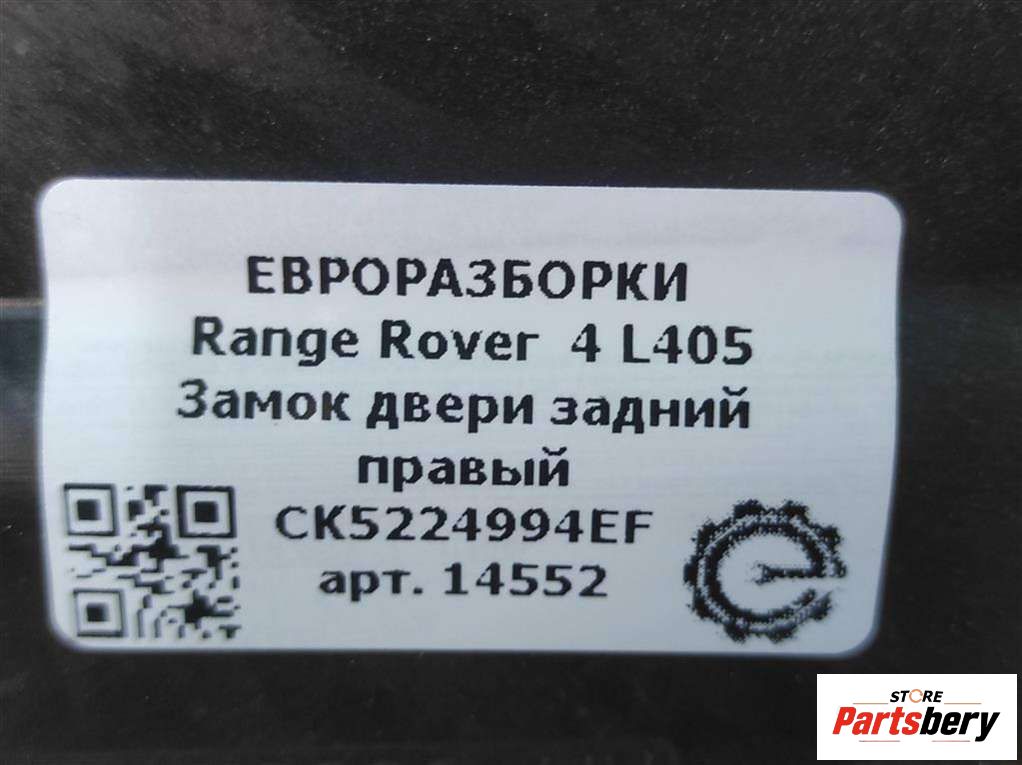 ЕВРОРАЗБОРКИ
Range Rover 4 L405
Замок двери задний
правый
CK5224994EF
арт. 14552
STORE
Partsbery